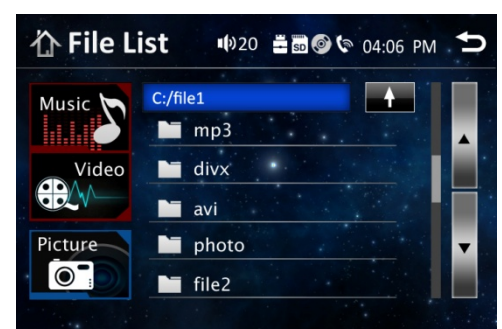 File List
20
SD
04:06 PM
Music
Video
Picture
C:/file1
mp3
divx
avi
photo
file2